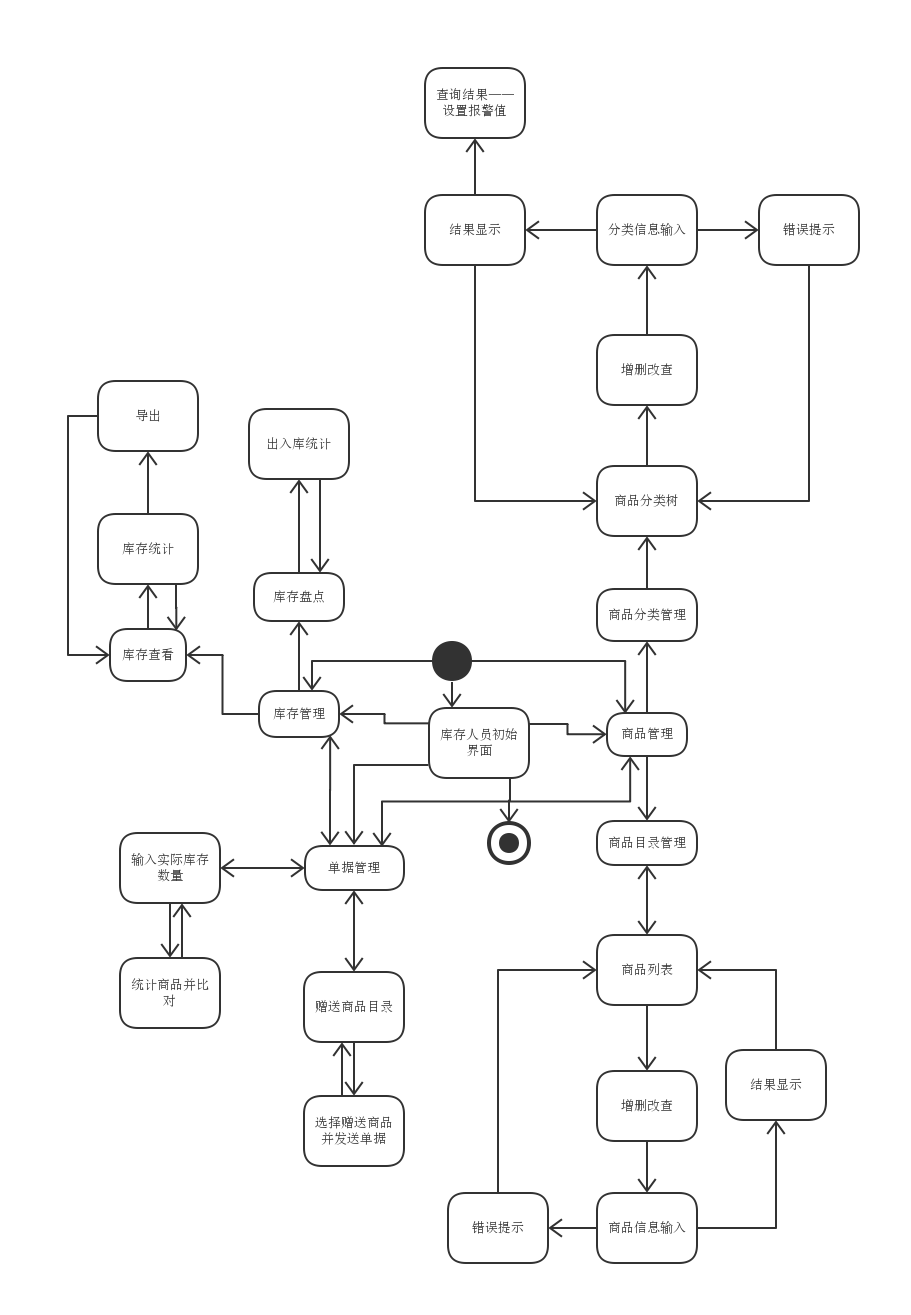 查询结果——
设置报警值
结果显示
分类信息输入
错误提示
增删改查
导出
出入库统计
商品分类树
库存统计
库存盘点
商品分类管理
库存查看
库存管理
库存人员初始
界面
商品管理
商品目录管理
输入实际库存
数量
单据管理
商品列表
统计商品并比
对
赠送商品目录
结果显示
增删改查
选择赠送商品
并发送单据
错误提示
商品信息输入